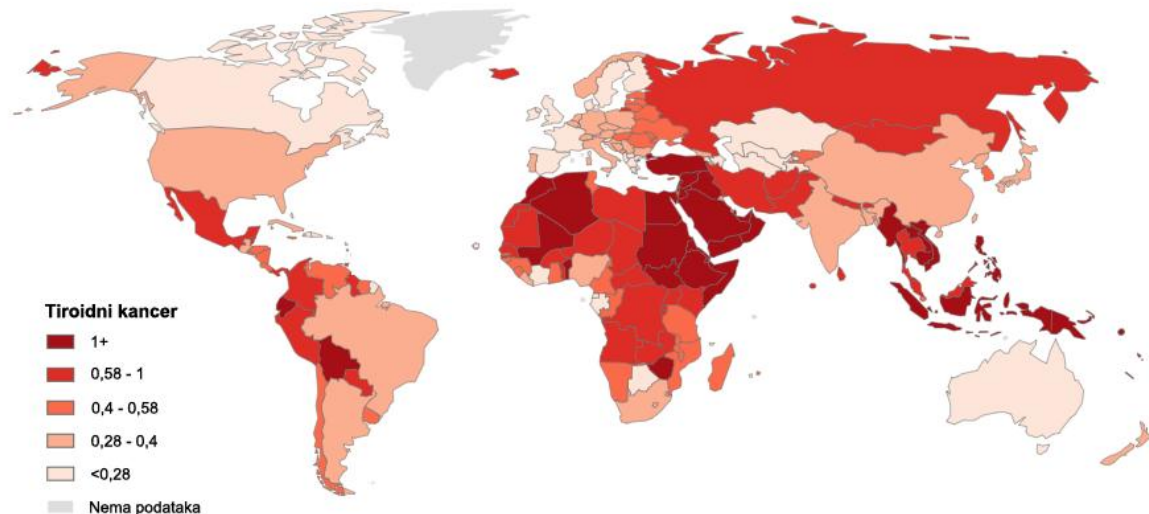 Tiroidni kancer
1+
0,58 - 1
0,4 - 0,58
0,28 - 0,4
<0,28
Nema podataka